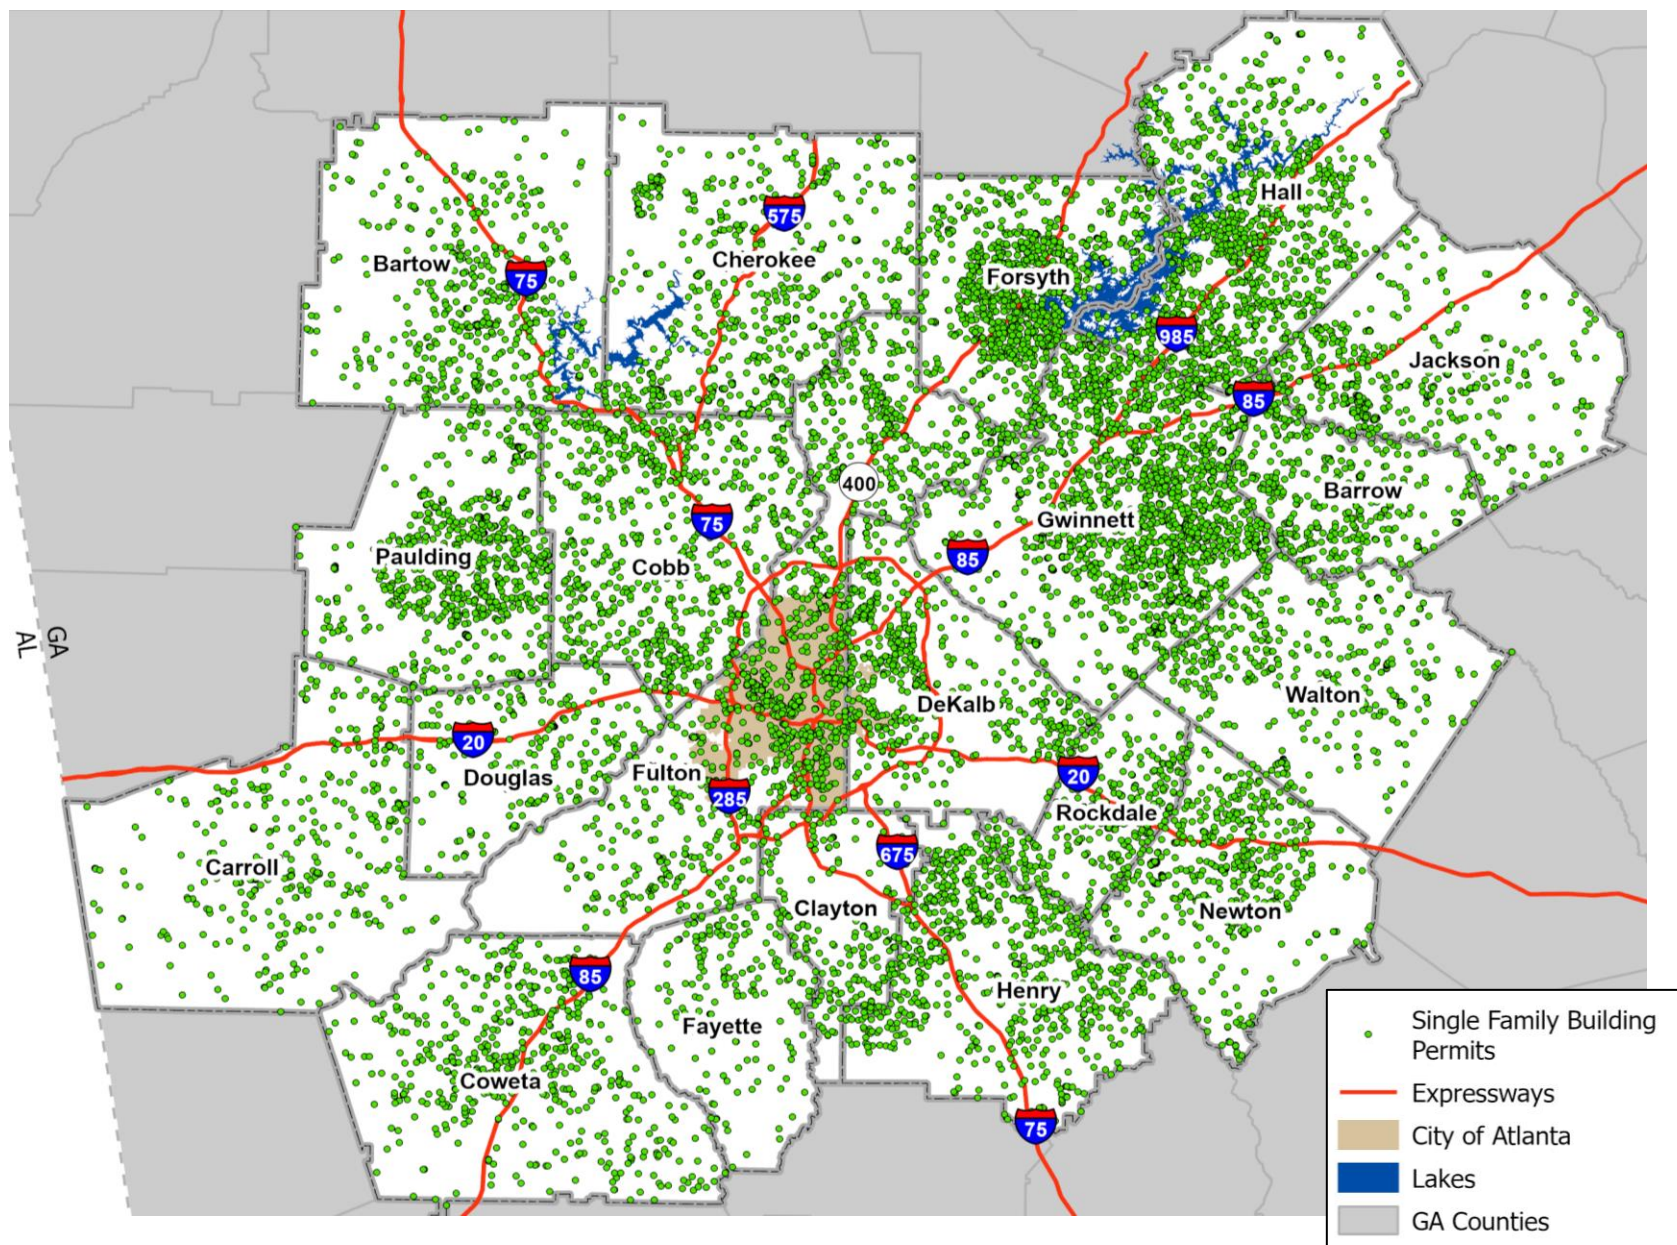 575
Hall
Bartow
75
Cherokee
Forsyth
985
Jackson
85
400
Barrow
75
Gwinnett
Paulding
Cobb
85
GA
AL
Walton
DeKalb
20
Douglas
Fulton
285
20
Rockdale
675
Carroll
Clayton
Newton
85
Henry
Fayette
Coweta
75
Single Family Building
Permits
Expressways
City of Atlanta
Lakes
GA Counties